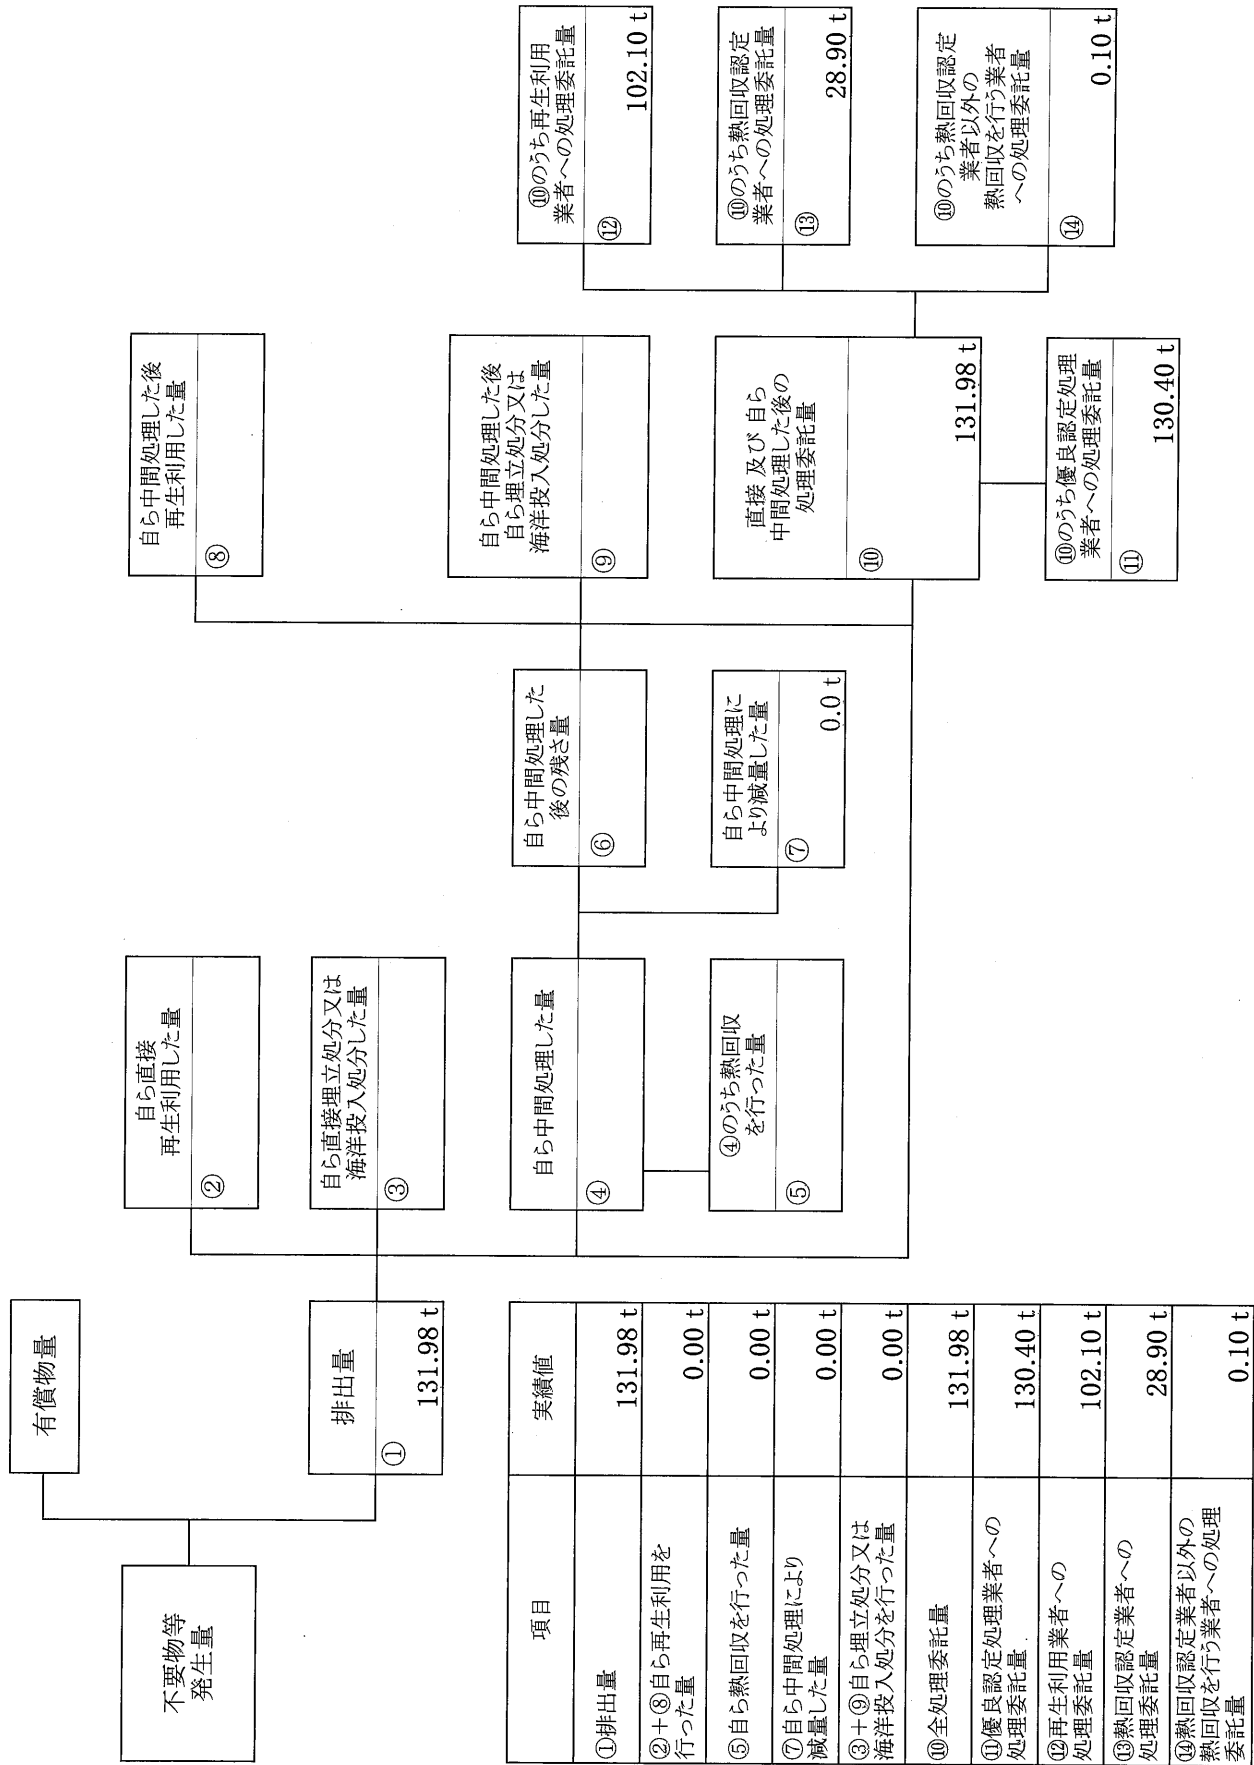 不要物等
発生量
有償物量
排出量
①
131.98 t
自ら直接
再生利用した量
②
自ら直接埋立処分又は
海洋投入処分した量
③
自ら中間処理した量
④
④のうち熱回収
を行った量
⑤
自ら中間処理した
後の残さ量
⑥
自ら中間処理に
より減量した量
⑦
0.0 t
自ら中間処理した後
再生利用した量
⑧
自ら中間処理した後
自ら埋立処分又は
海洋投入処分した量
⑨
直接 及び 自ら
中間処理した後の
処理委託量
⑩
131.98 t
⑩のうち優良認定処理
業者への処理委託量
⑪
130.40 t
⑩のうち再生利用
業者への処理委託量
⑫
102.10 t
⑩のうち熱回収認定
業者への処理委託量
⑬
28.90 t
⑩のうち熱回収認定
業者以外の
熱回収を行う業者
への処理委託量
⑭
0.10 t
項目 実績値
①排出量 131.98 t
②+⑧自ら再生利用を
行った量 0.00 t
⑤自ら熱回収を行った量 0.00 t
⑦自ら中間処理により
減量した量 0.00 t
③+⑨自ら埋立処分又は
海洋投入処分を行った量 0.00 t
⑩全処理委託量 131.98 t
⑪優良認定処理業者への
処理委託量 130.40 t
⑫再生利用業者への
処理委託量 102.10 t
⑬熱回収認定業者への
処理委託量 28.90 t
⑭熱回収認定業者以外の
熱回収を行う業者への処理
委託量 0.10 t